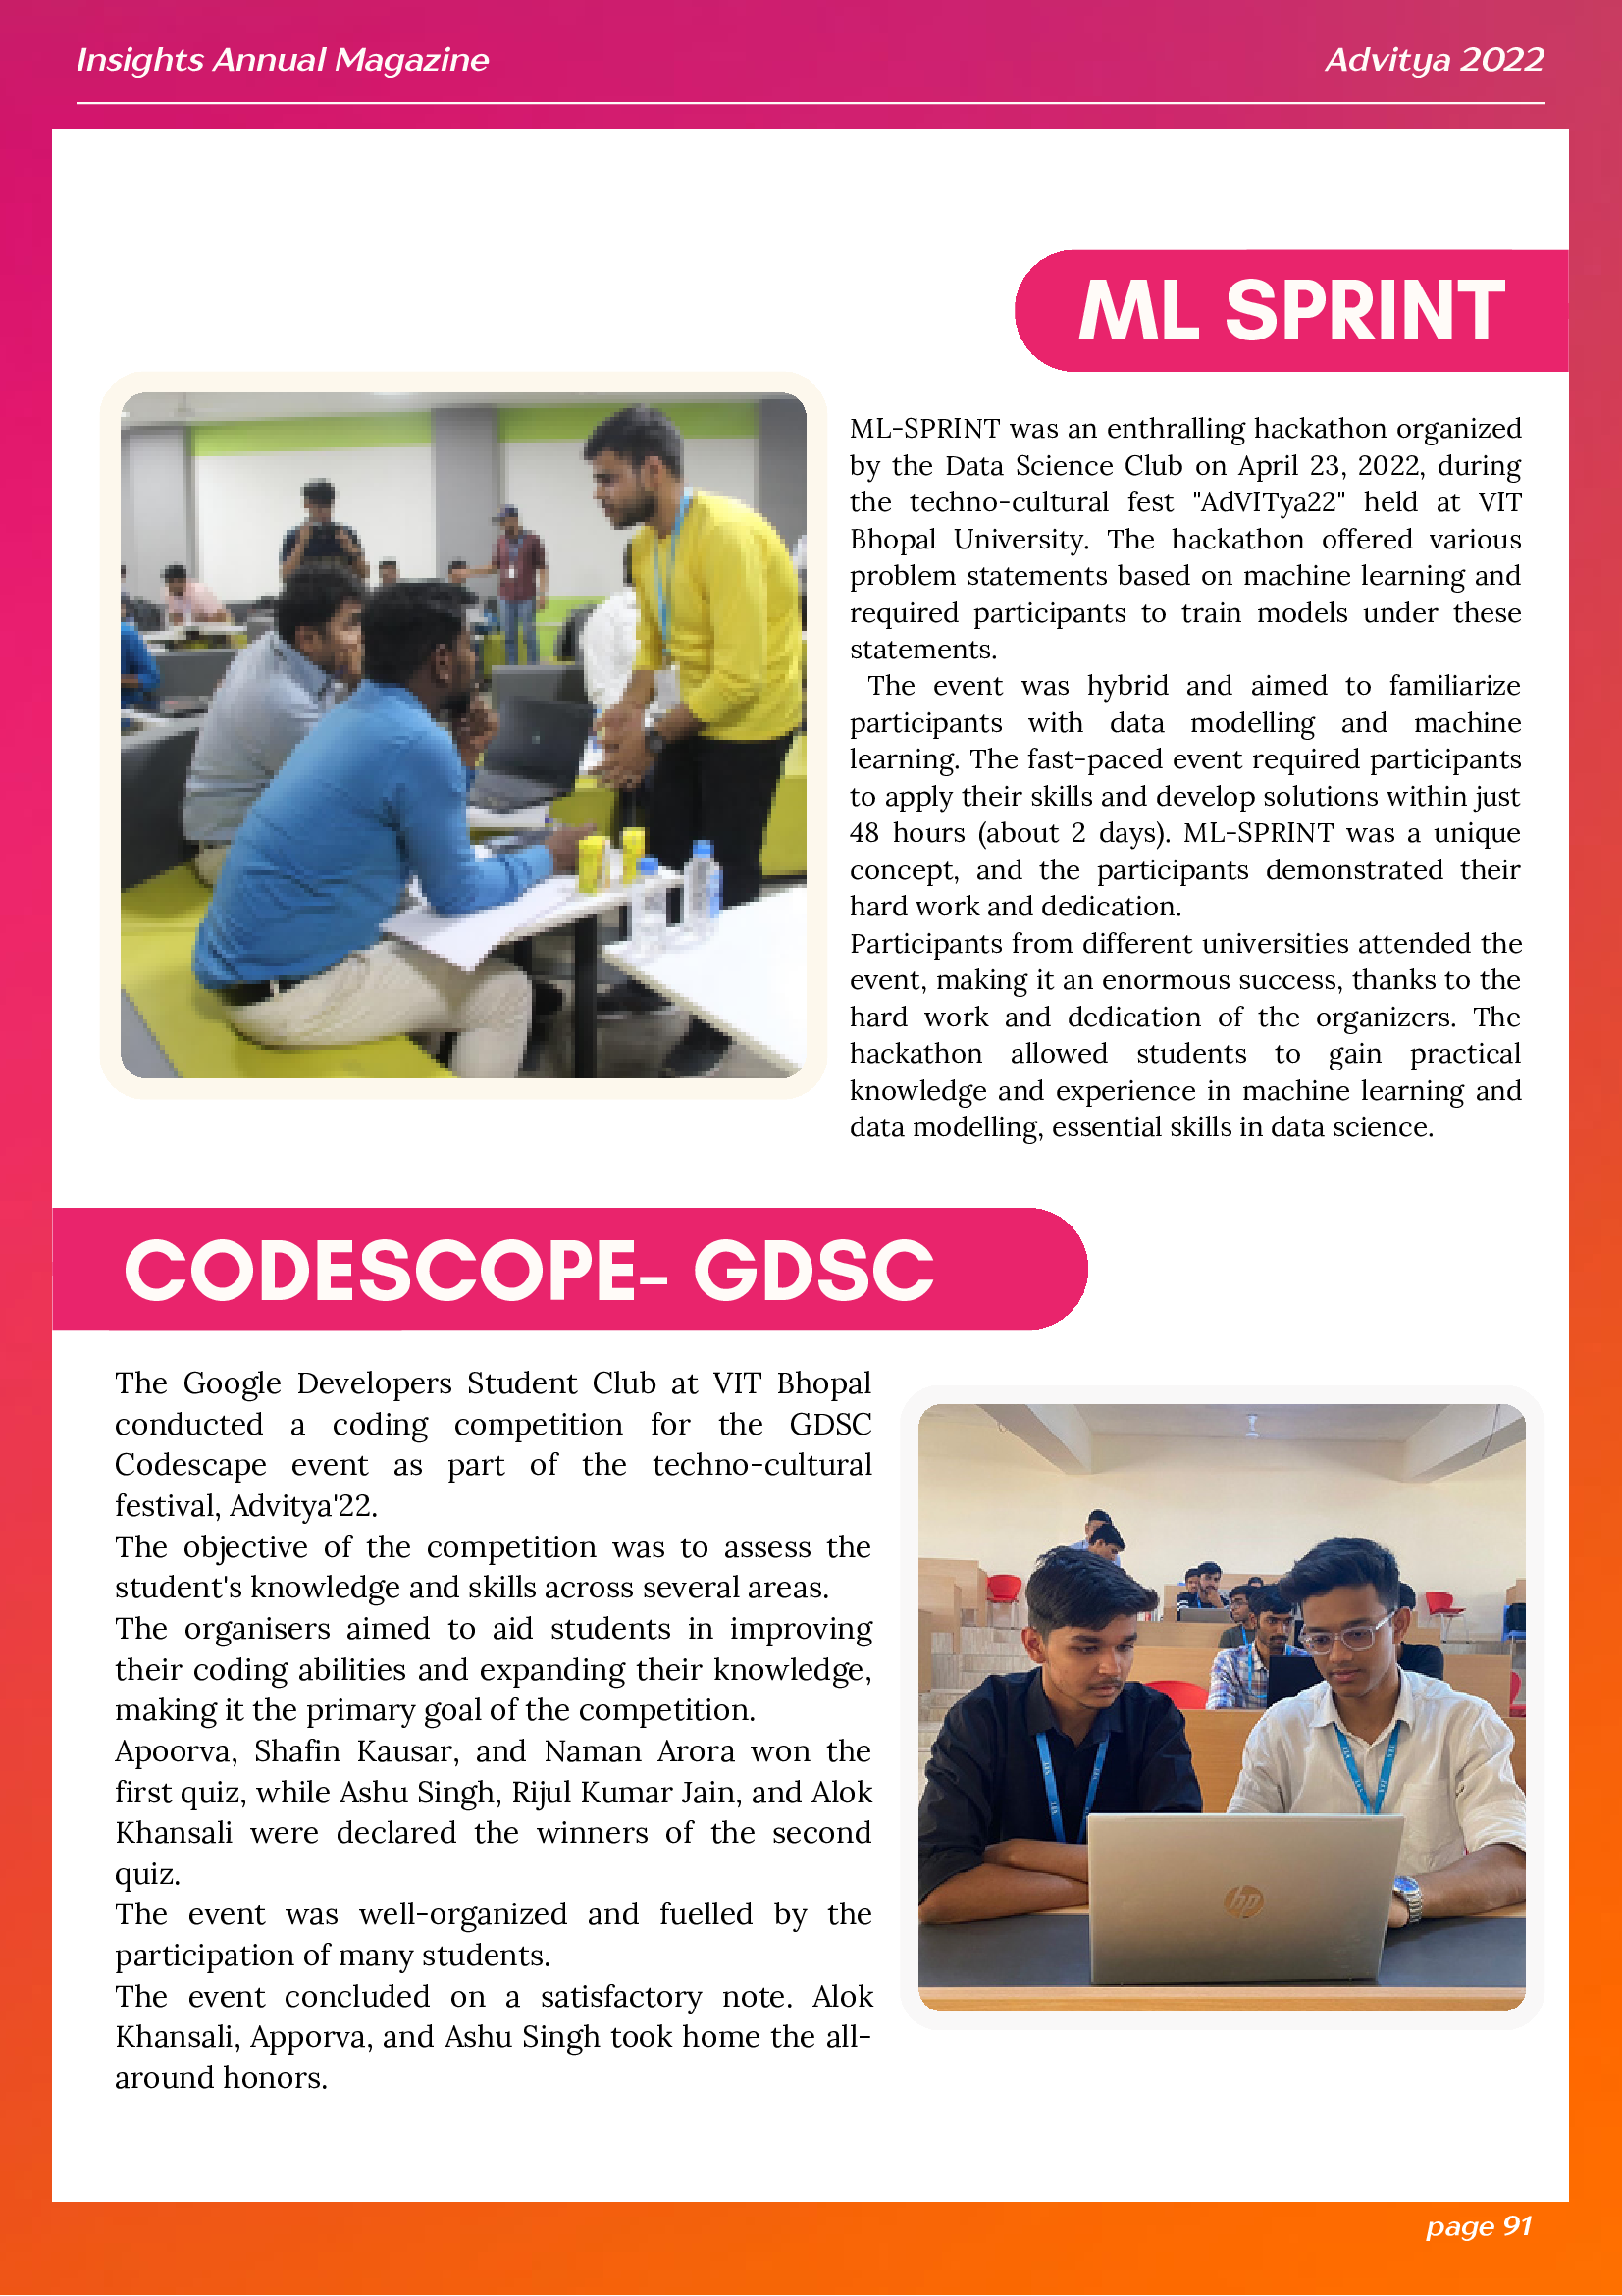 Insights Annual Magazine
Advitya 2022
ML SPRINT
ML-SPRINT was an enthralling hackathon organized
by the Data Science Club on April 23, 2022, during
the techno-cultural fest "AdVITya22" held at VIT
Bhopal University. The hackathon offered various
problem statements based on machine learning and
required participants to train models under these
statements.
The event was hybrid and aimed to familiarize
participants with data modelling and machine
learning. The fast-paced event required participants
to apply their skills and develop solutions within just
48 hours (about 2 days). ML-SPRINT was a unique
concept, and the participants demonstrated their
hard work and dedication.
Participants from different universities attended the
event, making it an enormous success, thanks to the
hard work and dedication of the organizers. The
hackathon allowed students to gain practical
knowledge and experience in machine learning and
data modelling, essential skills in data science.
CODESCOPE- GDSC
The Google Developers Student Club at VIT Bhopal
conducted a coding competition for the GDSC
Codescape event as part of the techno-cultural
festival, Advitya'22.
The objective of the competition was to assess the
student's knowledge and skills across several areas.
The organisers aimed to aid students in improving
their coding abilities and expanding their knowledge,
making it the primary goal of the competition.
Apoorva, Shafin Kausar, and Naman Arora won the
first quiz, while Ashu Singh, Rijul Kumar Jain, and Alok
Khansali were declared the winners of the second
quiz.
The event was well-organized and fuelled by the
participation of many students.
The event concluded on a satisfactory note. Alok
Khansali, Apporva, and Ashu Singh took home the all-
around honors.
hp
page 91